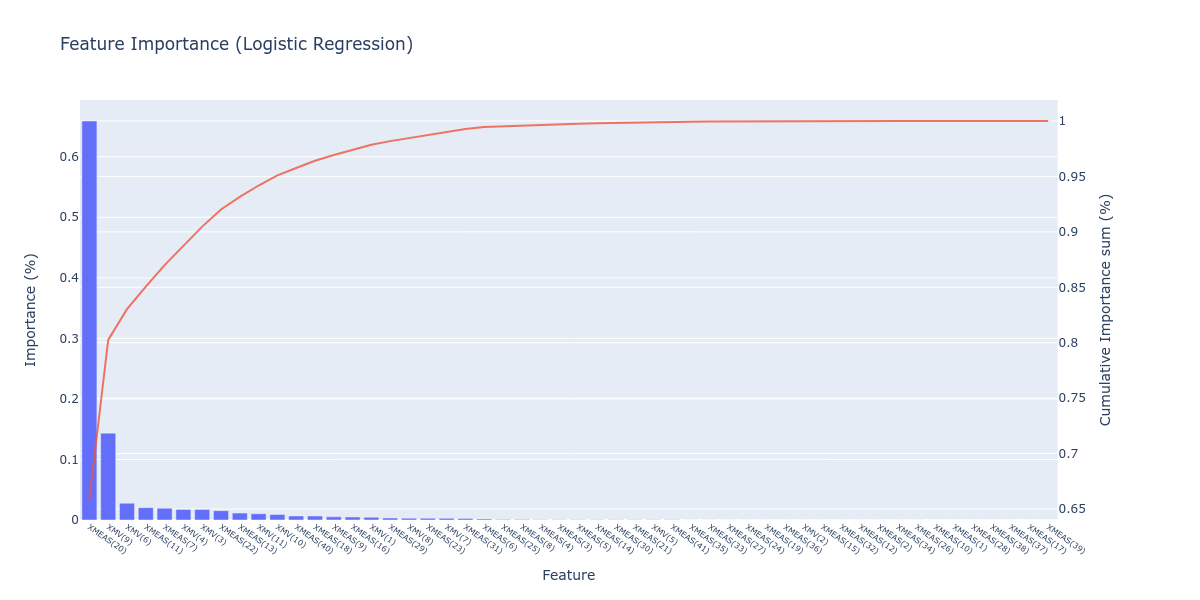 Feature Importance (Logistic Regression)
Importance (%)
0.6
0.5
0.4
0.3
0.2
0.1
0
1
0.95
0.9
0.85
0.8
0.75
0.7
0.65
Cumulative Importance sum (%)
XMEAS(20)
XMV(9)
XMV(6)
XMEAS(11)
XMEAS(7)
XMV(4)
XMV(3)
XMEAS(22)
XMEAS(13)
XMV(11)
XMV(10)
XMEAS(40)
XMEAS(18)
XMEAS(9)
XMEAS(16)
XMV(1)
XMEAS(29)
XMV(8)
XMEAS(23)
XMV(7)
XMEAS(31)
XMEAS(6)
XMEAS(25)
XMEAS(8)
XMEAS(4)
XMEAS(3)
XMEAS(5)
XMEAS(14)
XMEAS(30)
XMEAS(21)
XMV(5)
XMEAS(41)
XMEAS(35)
XMEAS(33)
XMEAS(27)
XMEAS(24)
XMEAS(19)
XMEAS(36)
XMV(2)
XMEAS(15)
XMEAS(32)
XMEAS(12)
XMEAS(2)
XMEAS(34)
XMEAS(26)
XMEAS(10)
XMEAS(1)
XMEAS(28)
XMEAS(38)
XMEAS(37)
XMEAS(17)
XMEAS(39)
Feature